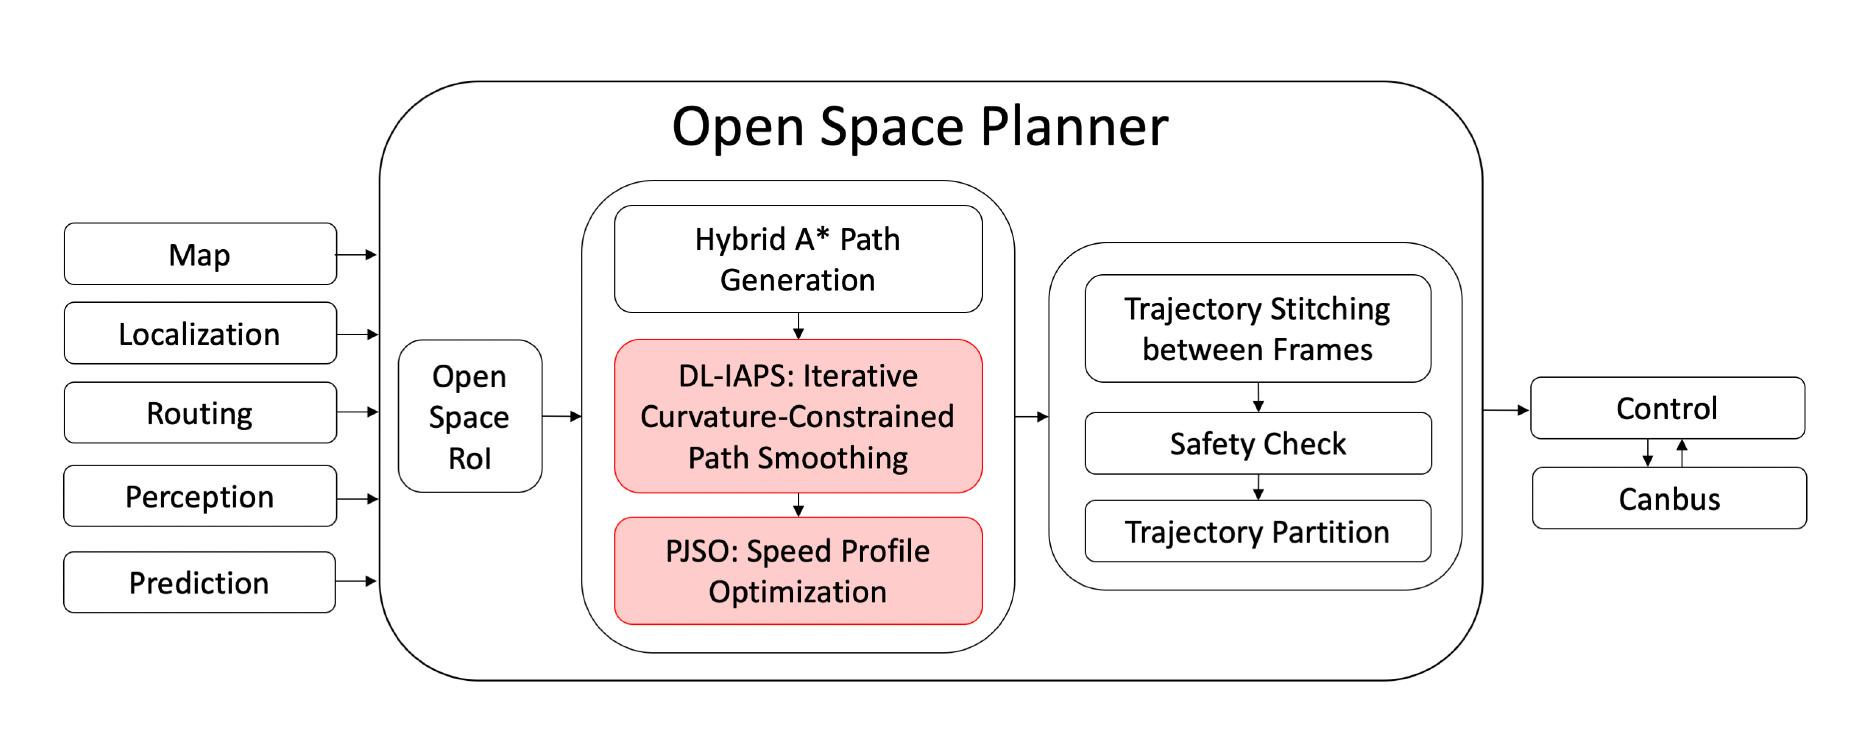 Open Space Planner
Map
Localization
Routing
Perception
Prediction
Open
Space
RoI
Hybrid A* Path
Generation
DL-IAPS: Iterative
Curvature-Constrained
Path Smoothing
PJSO: Speed Profile
Optimization
Trajectory Stitching
between Frames
Safety Check
Trajectory Partition
Control
Canbus